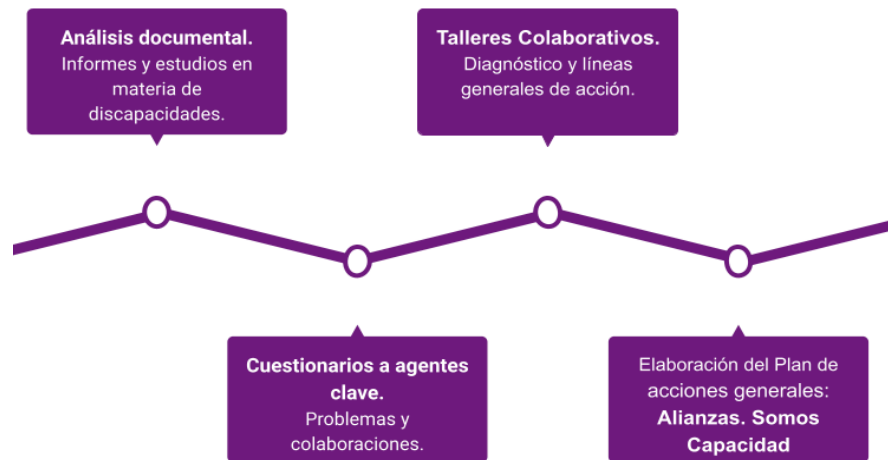 Análisis documental.
Informes y estudios en
materia de
discapacidades.
Cuestionarios a agentes
clave.
Problemas y
colaboraciones.
Talleres Colaborativos.
Diagnóstico y líneas
generales de acción.
Elaboración del Plan de
acciones generales:
Alianzas. Somos
Capacidad